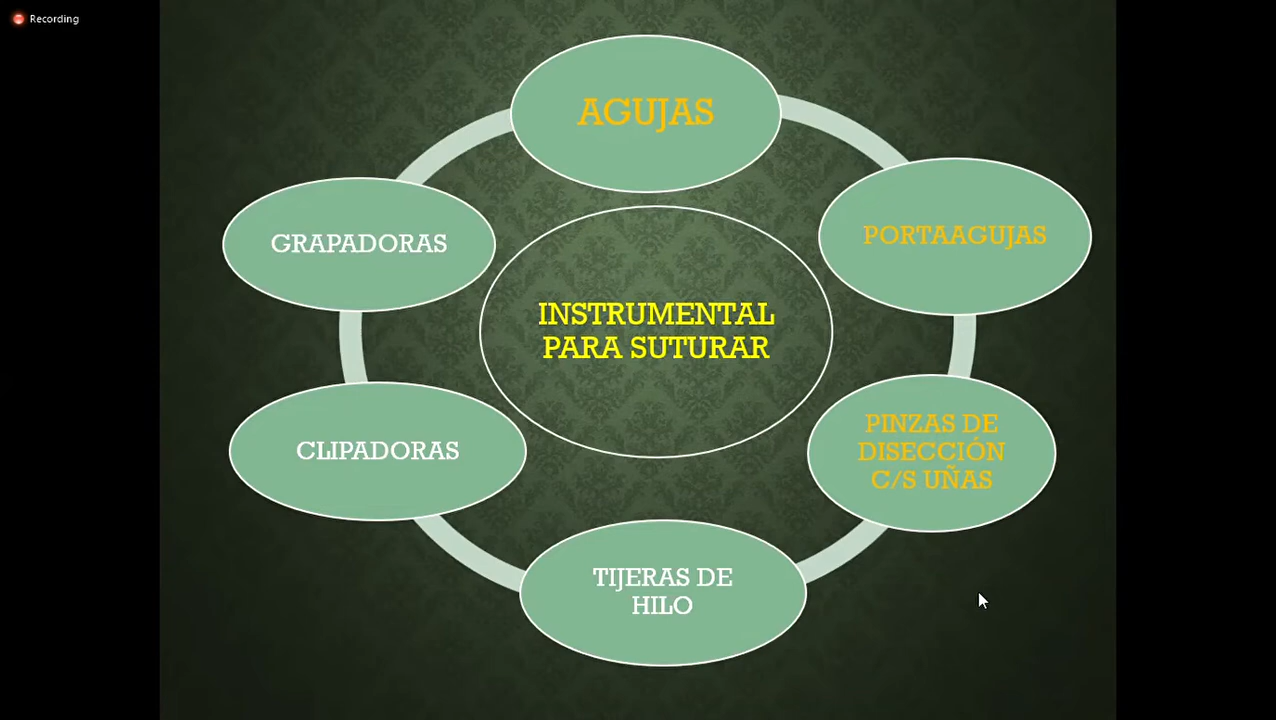 Recording
AGUJAS
PORTAAGUJAS
PINZAS DE
DISECCIÓN
C/S UÑAS
TIJERAS DE
HILO
CLIPADORAS
GRAPADORAS
INSTRUMENTAL
PARA SUTURAR